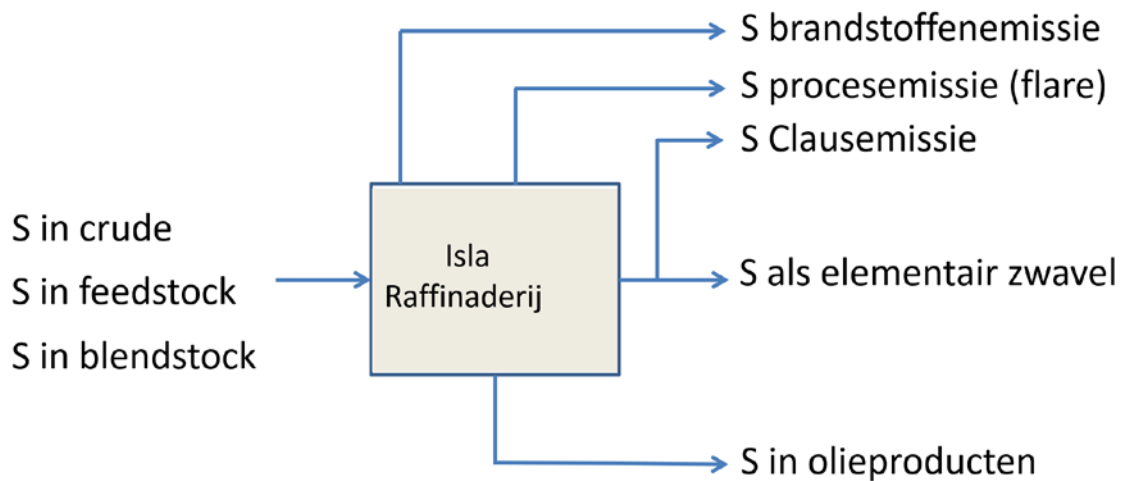 S brandstoffenemissie
S procesemissie (flare)
S Clausemissie
S in crude
S in feedstock
S in blendstock
Isla
Raffinaderij
S als elementair zwavel
S in olieproducten